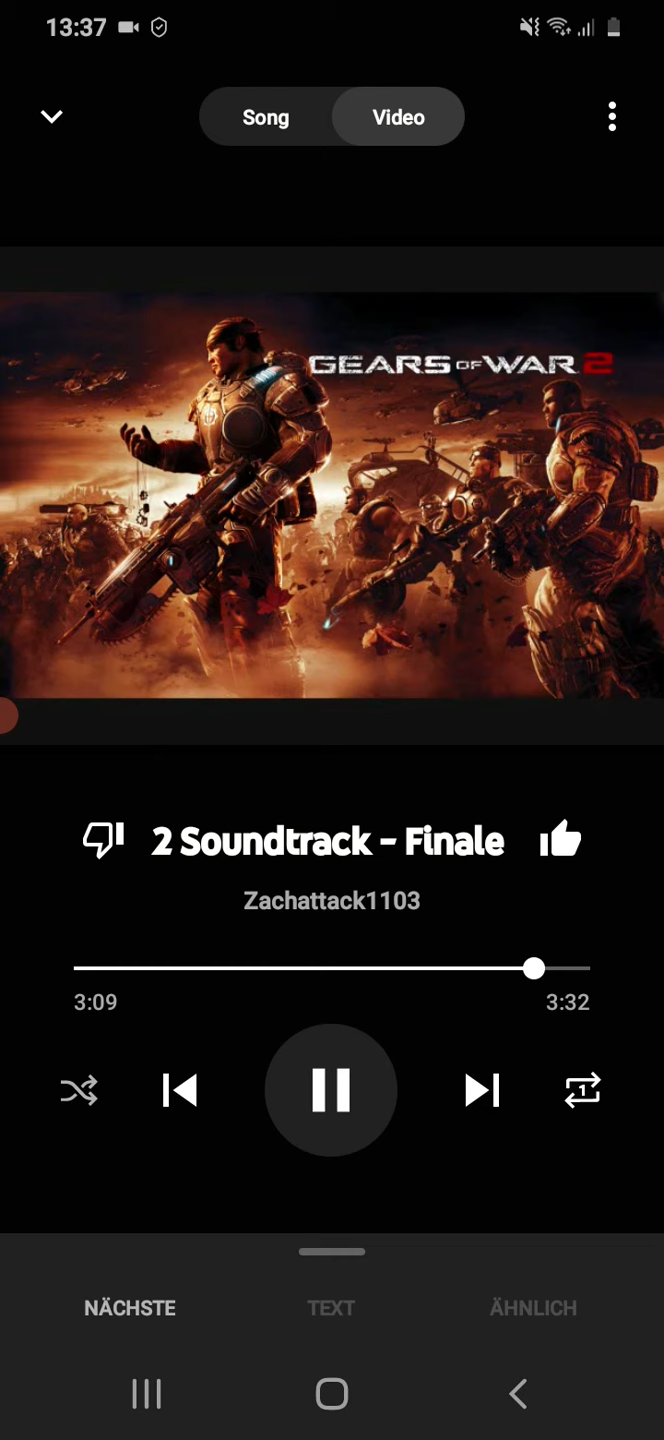 13:37
Song
Video
GEARS OF WAR 2
2 Soundtrack - Finale
Zachattack1103
3:09
3:32
1
NÄCHSTE
TEXT
ÄHNLICH